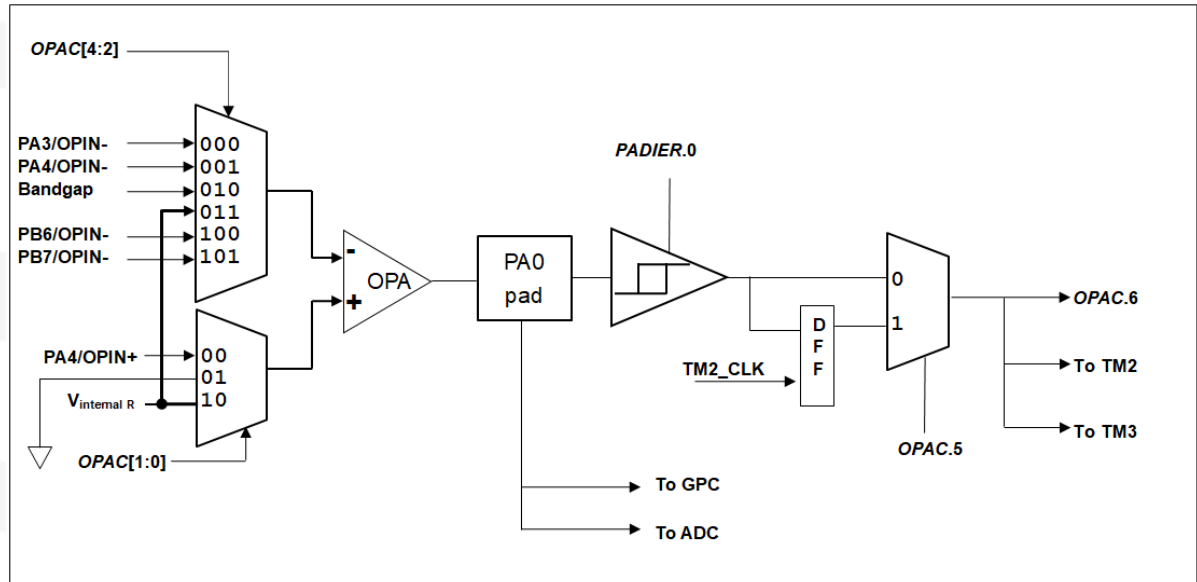 OPAC[4:2]
PA3/OPIN-
PA4/OPIN-
Bandgap
PB6/OPIN-
PB7/OPIN-
000
001
010
011
100
101
PA4/OPIN+
Vinternal R
00
01
10
OPAC[1:0]
-
OPA
+
PA0
pad
PADIER.0
D
F
F
TM2_CLK
0
1
OPAC.5
OPAC.6
To TM2
To TM3
To GPC
To ADC